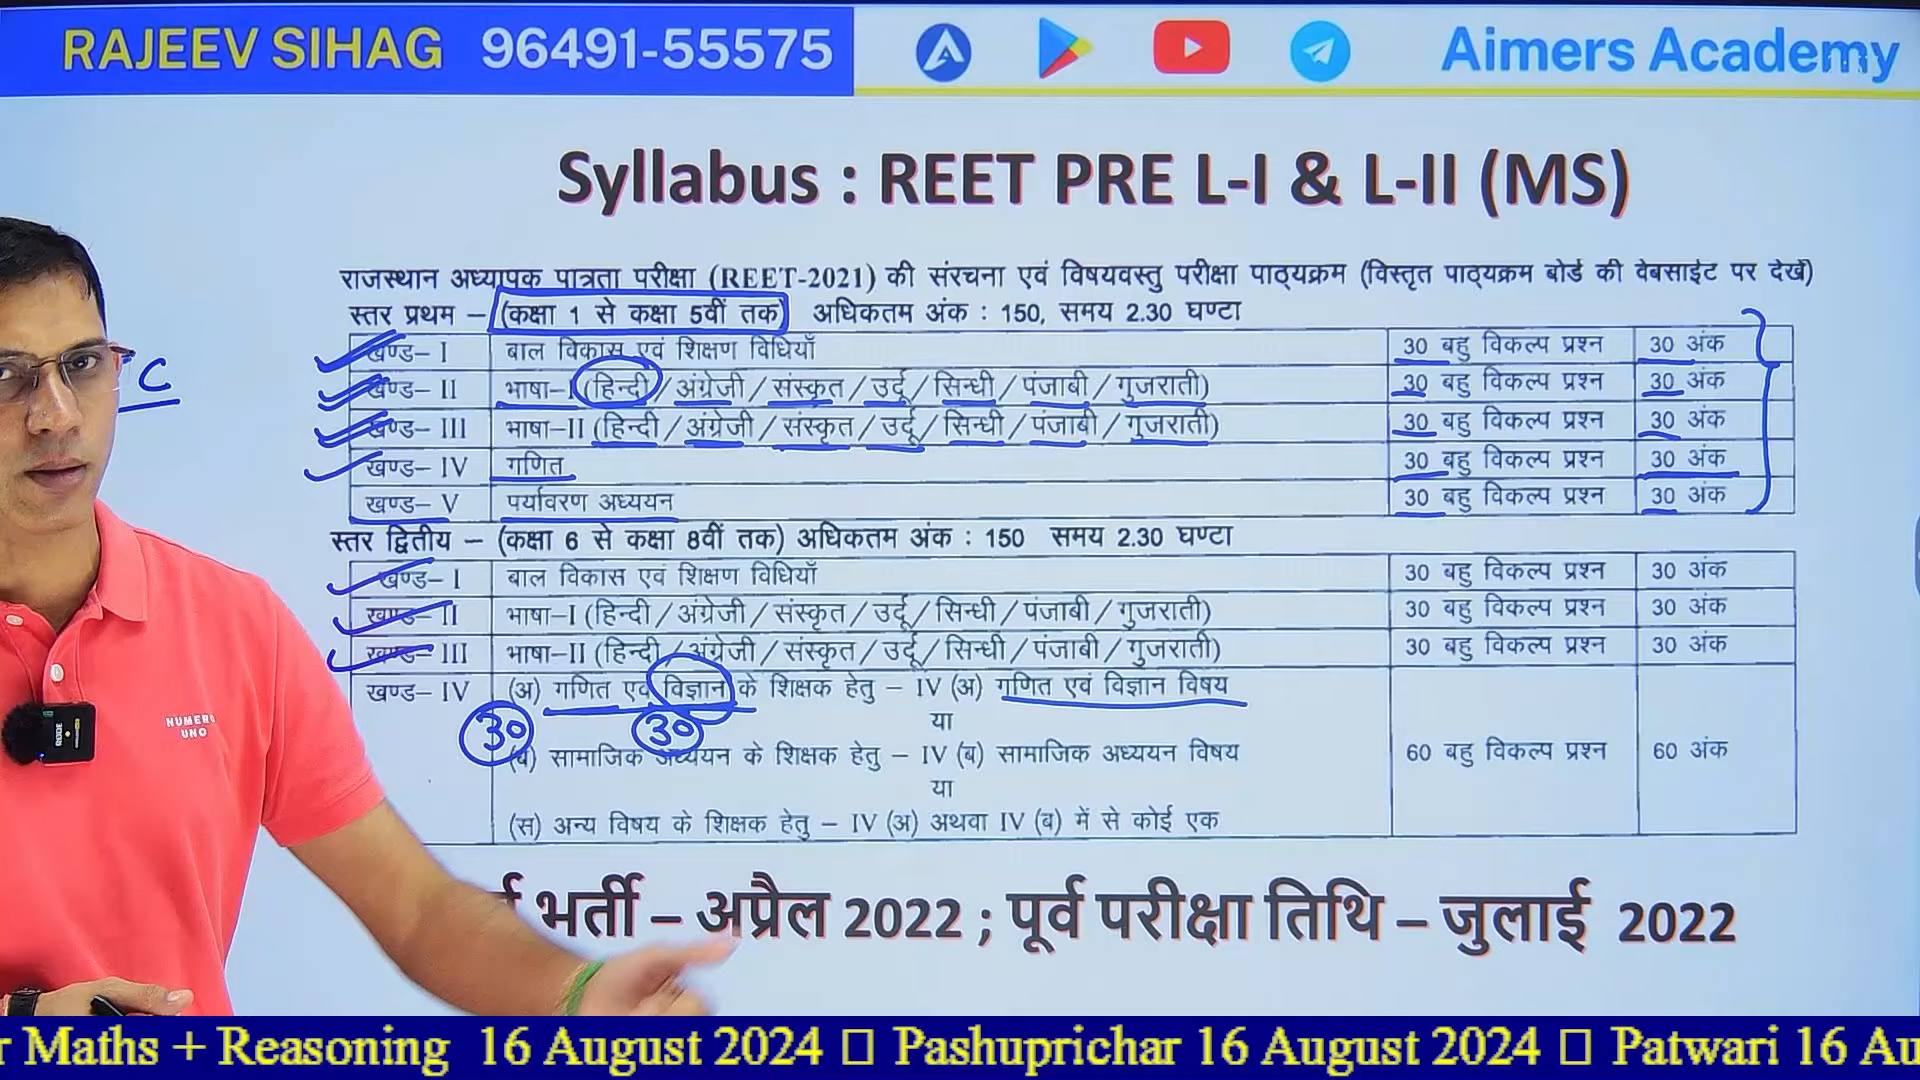 RAJEEV SIHAG 96491-55575 Aimers Academy
Syllabus : REET PRE L-I & L-II (MS)
राजस्थान अध्यापक पात्रता परीक्षा (REET-2021) की संरचना एवं विषयवस्तु परीक्षा पाठ्यक्रम (विस्तृत पाठ्यक्रम बोर्ड की वेबसाईट पर देखें)
स्तर प्रथम – (कक्षा 1 से कक्षा 5वीं तक) अधिकतम अंक : 150, समय 2.30 घण्टा
खण्ड– I बाल विकास एवं शिक्षण विधियाँ 30 बहु विकल्प प्रश्न 30 अंक
C
खण्ड– II भाषा-I (हिन्दी/अंग्रेजी/संस्कृत/उर्दू/सिन्धी/पंजाबी/गुजराती) 30 बहु विकल्प प्रश्न 30 अंक
खण्ड– III भाषा-II (हिन्दी/अंग्रेजी/संस्कृत/उर्दू/सिन्धी/पंजाबी/गुजराती) 30 बहु विकल्प प्रश्न 30 अंक
खण्ड– IV गणित 30 बहु विकल्प प्रश्न 30 अंक
खण्ड– V पर्यावरण अध्ययन 30 बहु विकल्प प्रश्न 30 अंक
स्तर द्वितीय – (कक्षा 6 से कक्षा 8वीं तक) अधिकतम अंक : 150 समय 2.30 घण्टा
खण्ड– I बाल विकास एवं शिक्षण विधियाँ 30 बहु विकल्प प्रश्न 30 अंक
खण्ड– II भाषा-I (हिन्दी/अंग्रेजी/संस्कृत/उर्दू/सिन्धी/पंजाबी/गुजराती) 30 बहु विकल्प प्रश्न 30 अंक
खण्ड– III भाषा-II (हिन्दी/अंग्रेजी/संस्कृत/उर्दू/सिन्धी/पंजाबी/गुजराती) 30 बहु विकल्प प्रश्न 30 अंक
खण्ड– IV (अ) गणित एवं विज्ञान के शिक्षक हेतु – IV (अ) गणित एवं विज्ञान विषय
या
30 30
(ब) सामाजिक अध्ययन के शिक्षक हेतु – IV (ब) सामाजिक अध्ययन विषय 60 बहु विकल्प प्रश्न 60 अंक
या
(स) अन्य विषय के शिक्षक हेतु – IV (अ) अथवा IV (ब) में से कोई एक
भर्ती – अप्रैल 2022 ; पूर्व परीक्षा तिथि – जुलाई 2022
NUMERO
UNO
r Maths + Reasoning 16 August 2024 □ Pashuprichar 16 August 2024 □ Patwari 16 Au